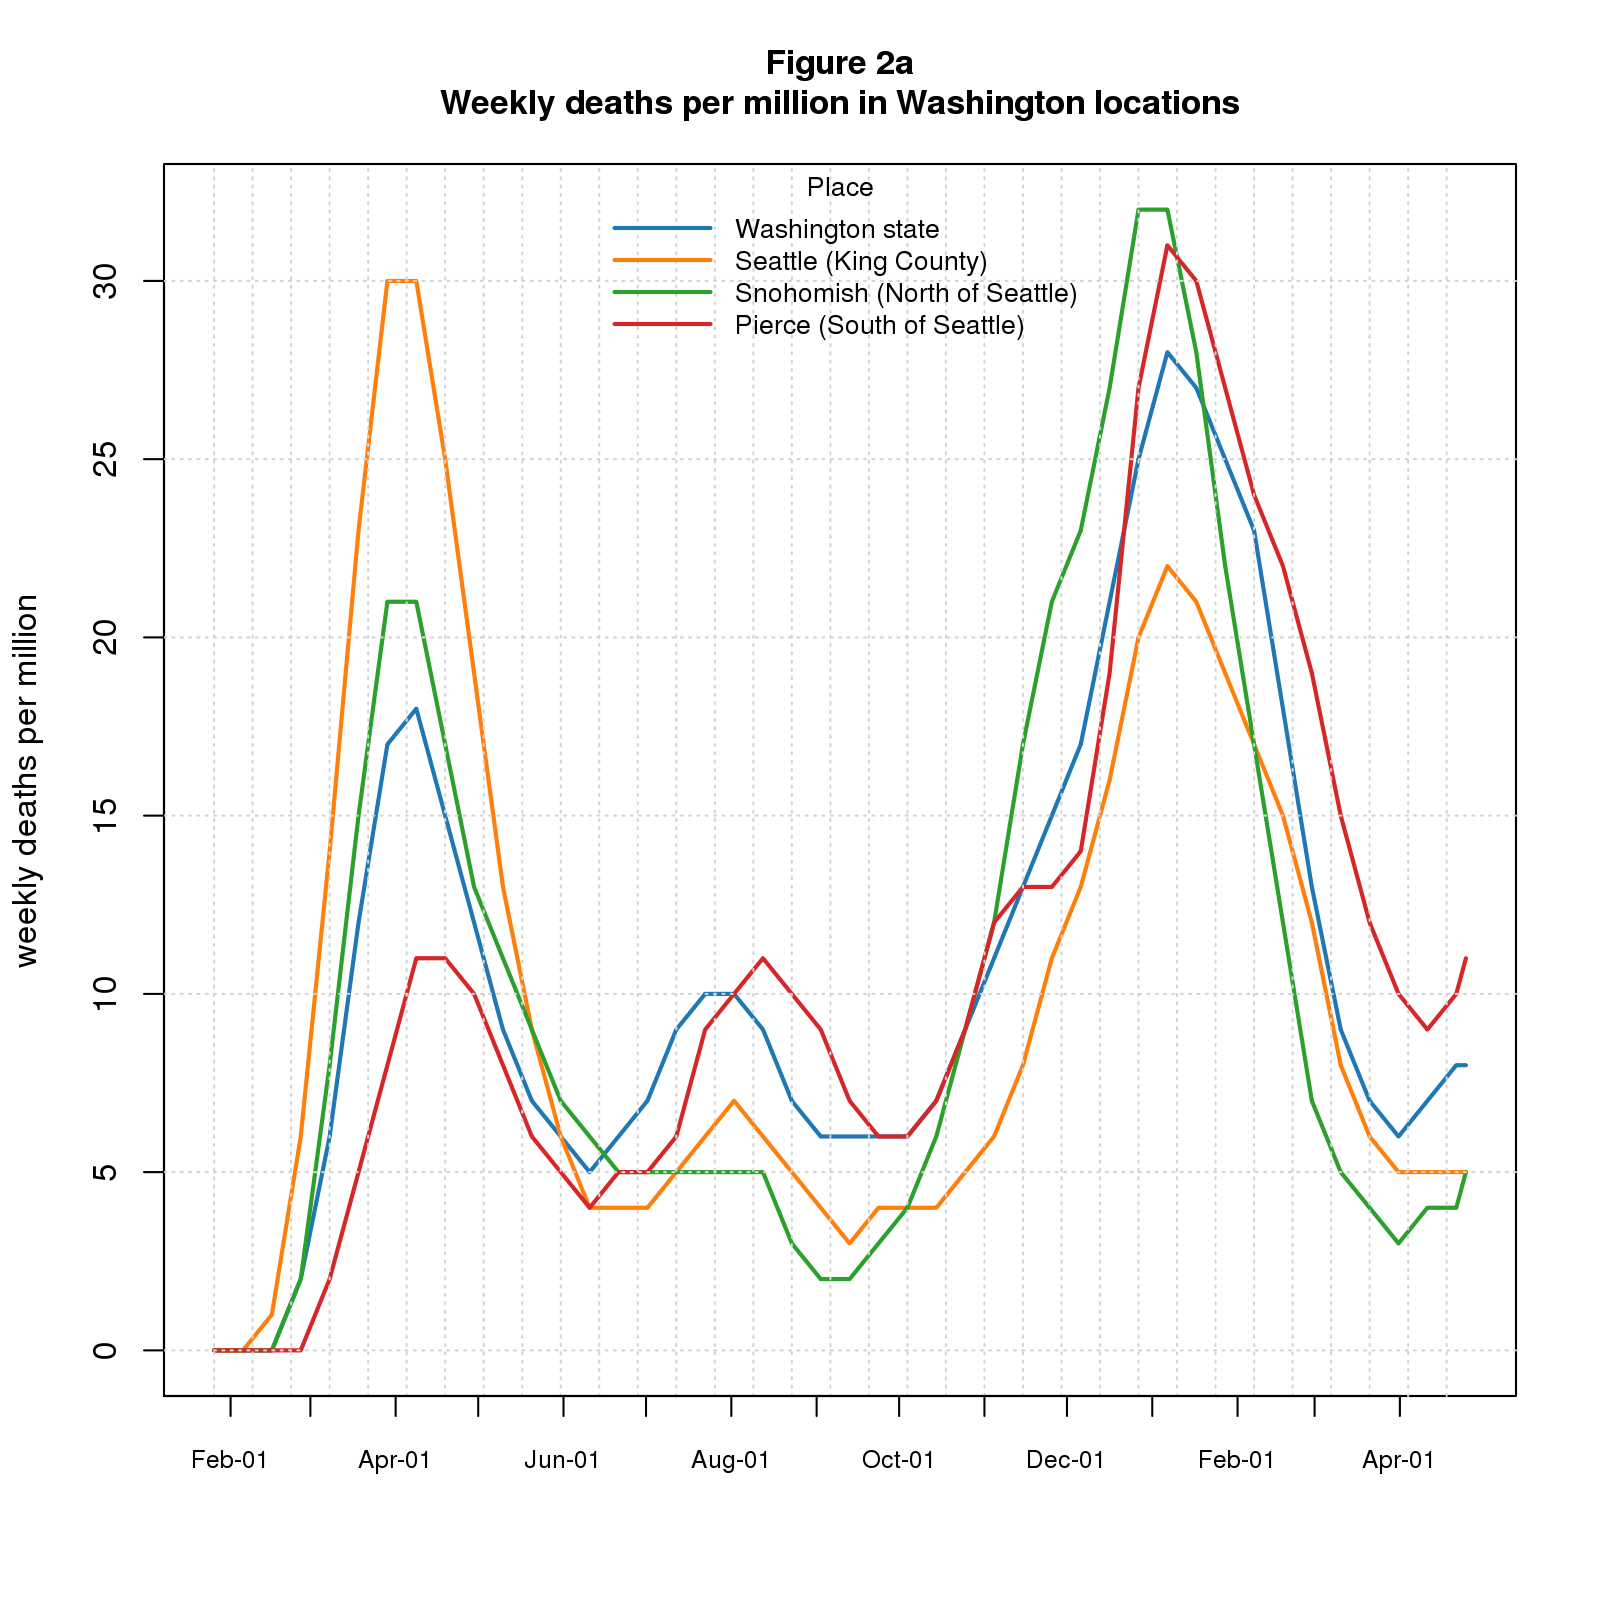 Figure 2a
Weekly deaths per million in Washington locations
Place
Washington state
Seattle (King County)
Snohomish (North of Seattle)
Pierce (South of Seattle)
weekly deaths per million
30
25
20
15
10
5
0
Feb-01 Apr-01 Jun-01 Aug-01 Oct-01 Dec-01 Feb-01 Apr-01